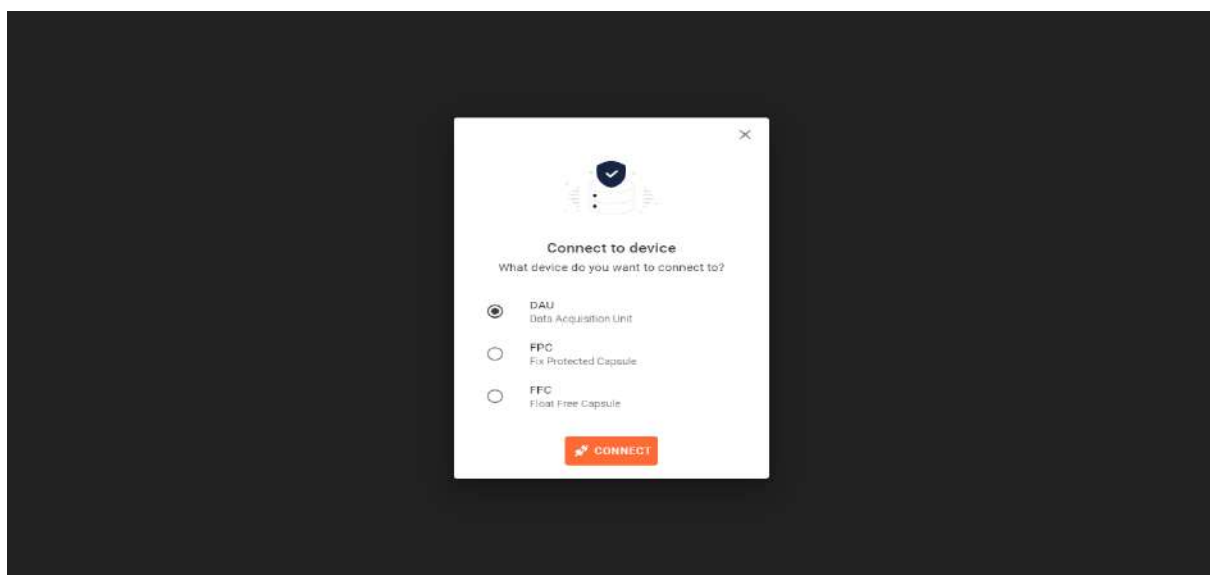 Connect to device
What device do you want to connect to?
DAU
Data Acquisition Unit
FPC
Fix Protected Capsule
FFC
Float Free Capsule
CONNECT